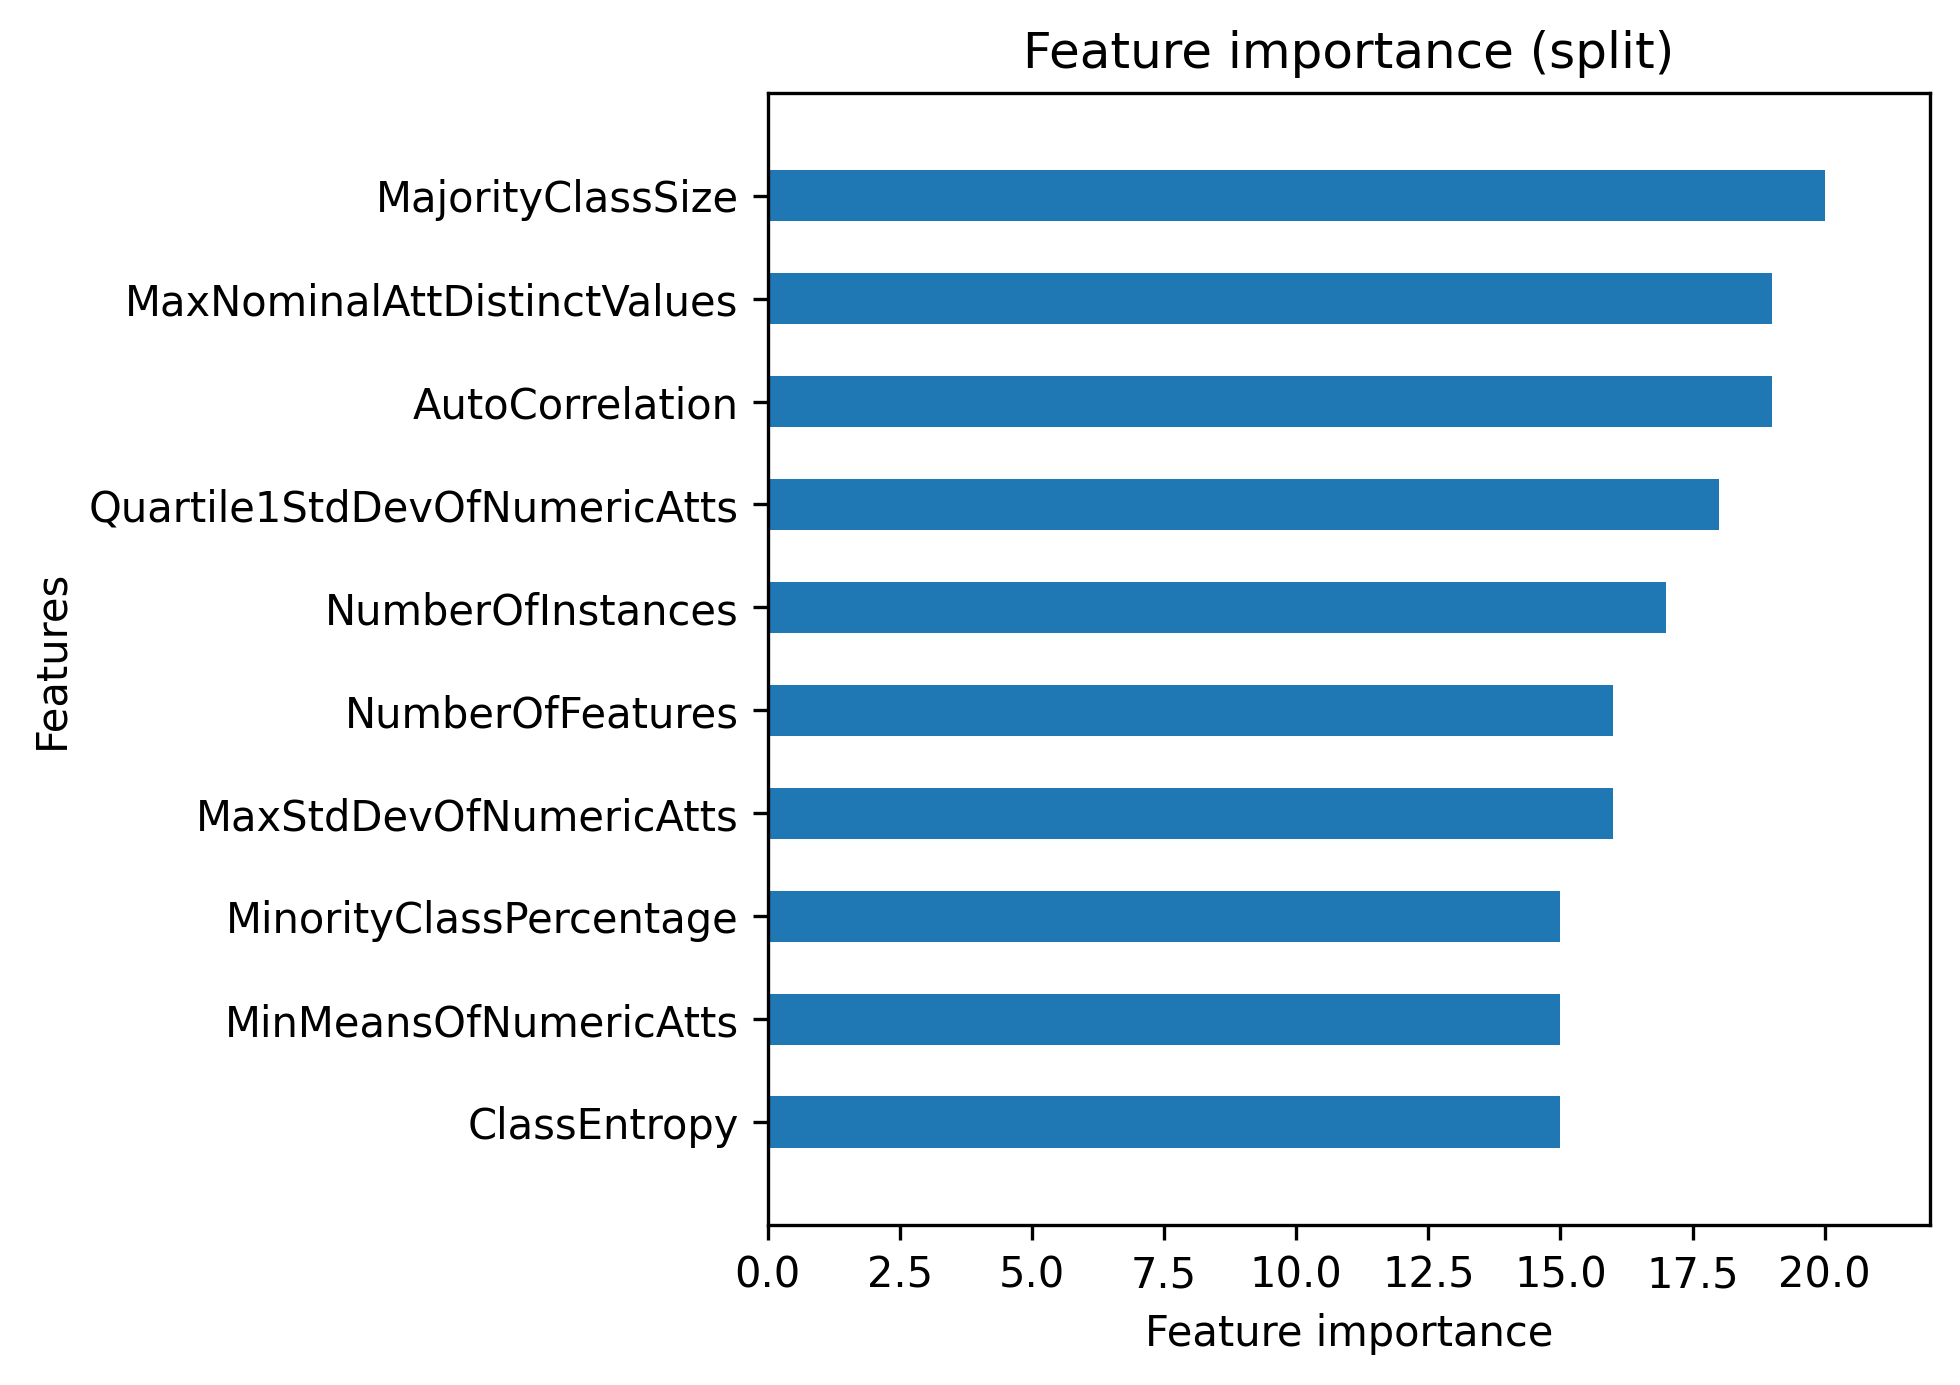 Feature importance (split)
MajorityClassSize
MaxNominalAttDistinctValues
AutoCorrelation
Quartile1StdDevOfNumericAtts
NumberOfInstances
NumberOfFeatures
MaxStdDevOfNumericAtts
MinorityClassPercentage
MinMeansOfNumericAtts
ClassEntropy
Features
0.0 2.5 5.0 7.5 10.0 12.5 15.0 17.5 20.0
Feature importance